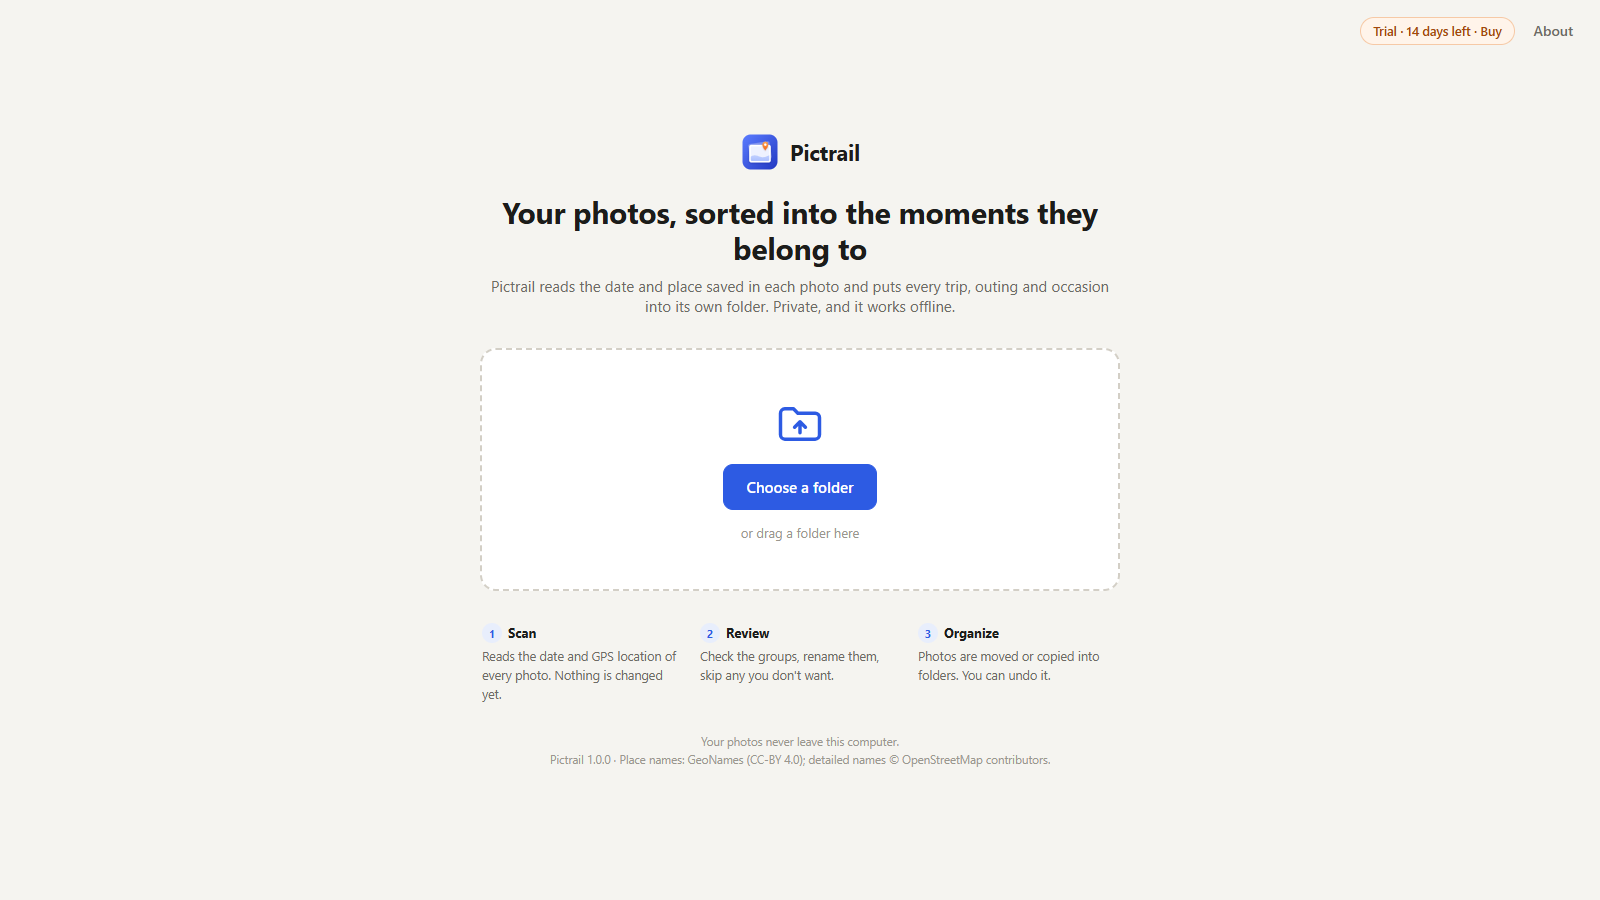 Trial · 14 days left · Buy
About
Pictrail
Your photos, sorted into the moments they
belong to
Pictrail reads the date and place saved in each photo and puts every trip, outing and occasion
into its own folder. Private, and it works offline.
Choose a folder
or drag a folder here
1 Scan
Reads the date and GPS location of
every photo. Nothing is changed
yet.
2 Review
Check the groups, rename them,
skip any you don't want.
3 Organize
Photos are moved or copied into
folders. You can undo it.
Your photos never leave this computer.
Pictrail 1.0.0 · Place names: GeoNames (CC-BY 4.0); detailed names © OpenStreetMap contributors.